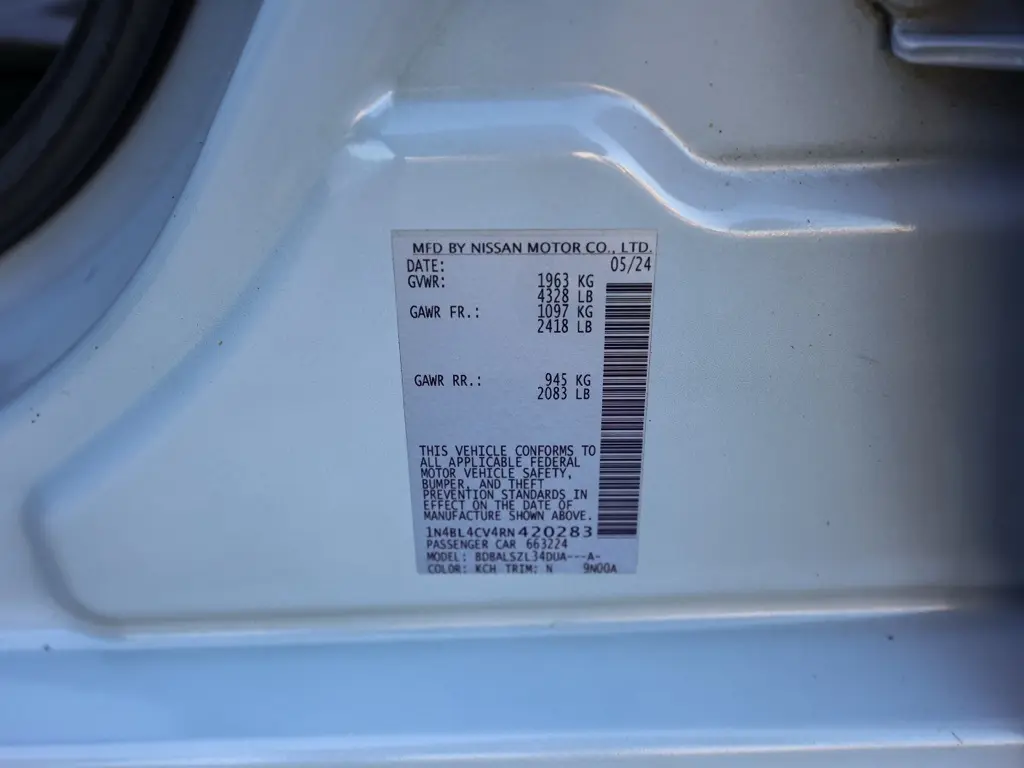 MFD BY NISSAN MOTOR CO., LTD.
DATE: 05/24
GVWR: 1963 KG
4328 LB
GAWR FR.: 1097 KG
2418 LB
GAWR RR.: 945 KG
2083 LB
THIS VEHICLE CONFORMS TO
ALL APPLICABLE FEDERAL
MOTOR VEHICLE SAFETY,
BUMPER, AND THEFT
PREVENTION STANDARDS IN
EFFECT ON THE DATE OF
MANUFACTURE SHOWN ABOVE.
1N4BL4CV4RN420283
PASSENGER CAR 663224
MODEL: BDBALSZL34DUA---A-
COLOR: KCH TRIM: N 9N00A